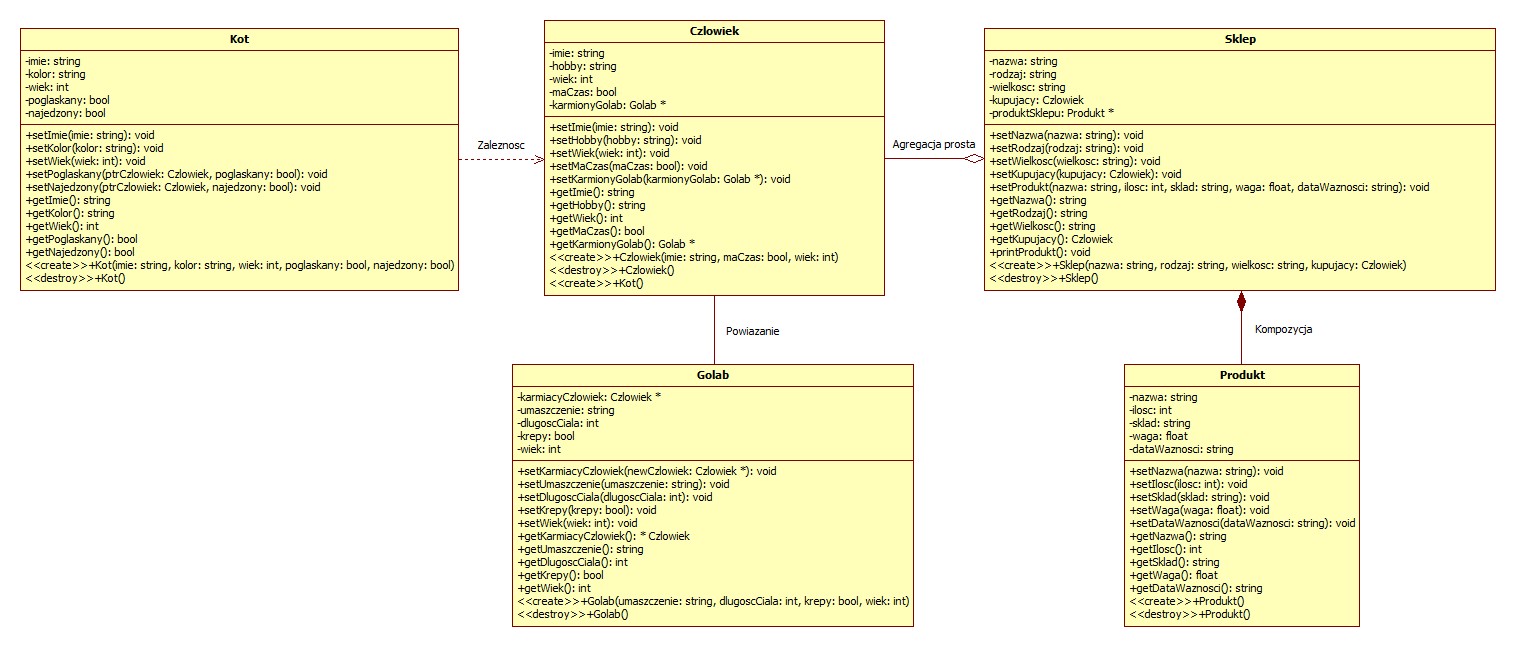 Kot
-imie: string
-kolor: string
-wiek: int
-poglaskany: bool
-najedzony: bool
+setImie(imie: string): void
+setKolor(kolor: string): void
+setWiek(wiek: int): void
+setPoglaskany(ptrCzlowiek: Czlowiek, poglaskany: bool): void
+setNajedzony(ptrCzlowiek: Czlowiek, najedzony: bool): void
+getImie(): string
+getKolor(): string
+getWiek(): int
+getPoglaskany(): bool
+getNajedzony(): bool
<<create>>+Kot(imie: string, kolor: string, wiek: int, poglaskany: bool, najedzony: bool)
<<destroy>>+Kot()
Zaleznosc
Czlowiek
-imie: string
-hobby: string
-wiek: int
-maCzas: bool
-karmionyGolab: Golab *
+setImie(imie: string): void
+setHobby(hobby: string): void
+setWiek(wiek: int): void
+setMaCzas(maCzas: bool): void
+setKarmionyGolab(karmionyGolab: Golab *): void
+getImie(): string
+getHobby(): string
+getWiek(): int
+getMaCzas(): bool
+getKarmionyGolab(): Golab *
<<create>>+Czlowiek(imie: string, maCzas: bool, wiek: int)
<<destroy>>+Czlowiek()
<<create>>+Kot()
Agregacja prosta
Sklep
-nazwa: string
-rodzaj: string
-wielkosc: string
-kupujacy: Czlowiek
-produktSklepu: Produkt *
+setNazwa(nazwa: string): void
+setRodzaj(rodzaj: string): void
+setWielkosc(wielkosc: string): void
+setKupujacy(kupujacy: Czlowiek): void
+setProdukt(nazwa: string, ilosc: int, sklad: string, waga: float, dataWaznosci: string): void
+getNazwa(): string
+getRodzaj(): string
+getWielkosc(): string
+getKupujacy(): Czlowiek
+printProdukt(): void
<<create>>+Sklep(nazwa: string, rodzaj: string, wielkosc: string, kupujacy: Czlowiek)
<<destroy>>+Sklep()
Powiazanie
Kompozycja
Golab
-karmiacyCzlowiek: Czlowiek *
-umaszczenie: string
-dlugoscCiala: int
-krepy: bool
-wiek: int
+setKarmiacyCzlowiek(newCzlowiek: Czlowiek *): void
+setUmaszczenie(umaszczenie: string): void
+setDlugoscCiala(dlugoscCiala: int): void
+setKrepy(krepy: bool): void
+setWiek(wiek: int): void
+getKarmiacyCzlowiek(): * Czlowiek
+getUmaszczenie(): string
+getDlugoscCiala(): int
+getKrepy(): bool
+getWiek(): int
<<create>>+Golab(umaszczenie: string, dlugoscCiala: int, krepy: bool, wiek: int)
<<destroy>>+Golab()
Produkt
-nazwa: string
-ilosc: int
-sklad: string
-waga: float
-dataWaznosci: string
+setNazwa(nazwa: string): void
+setIlosc(ilosc: int): void
+setSklad(sklad: string): void
+setWaga(waga: float): void
+setDataWaznosci(dataWaznosci: string): void
+getNazwa(): string
+getIlosc(): int
+getSklad(): string
+getWaga(): float
+getDataWaznosci(): string
<<create>>+Produkt()
<<destroy>>+Produkt()